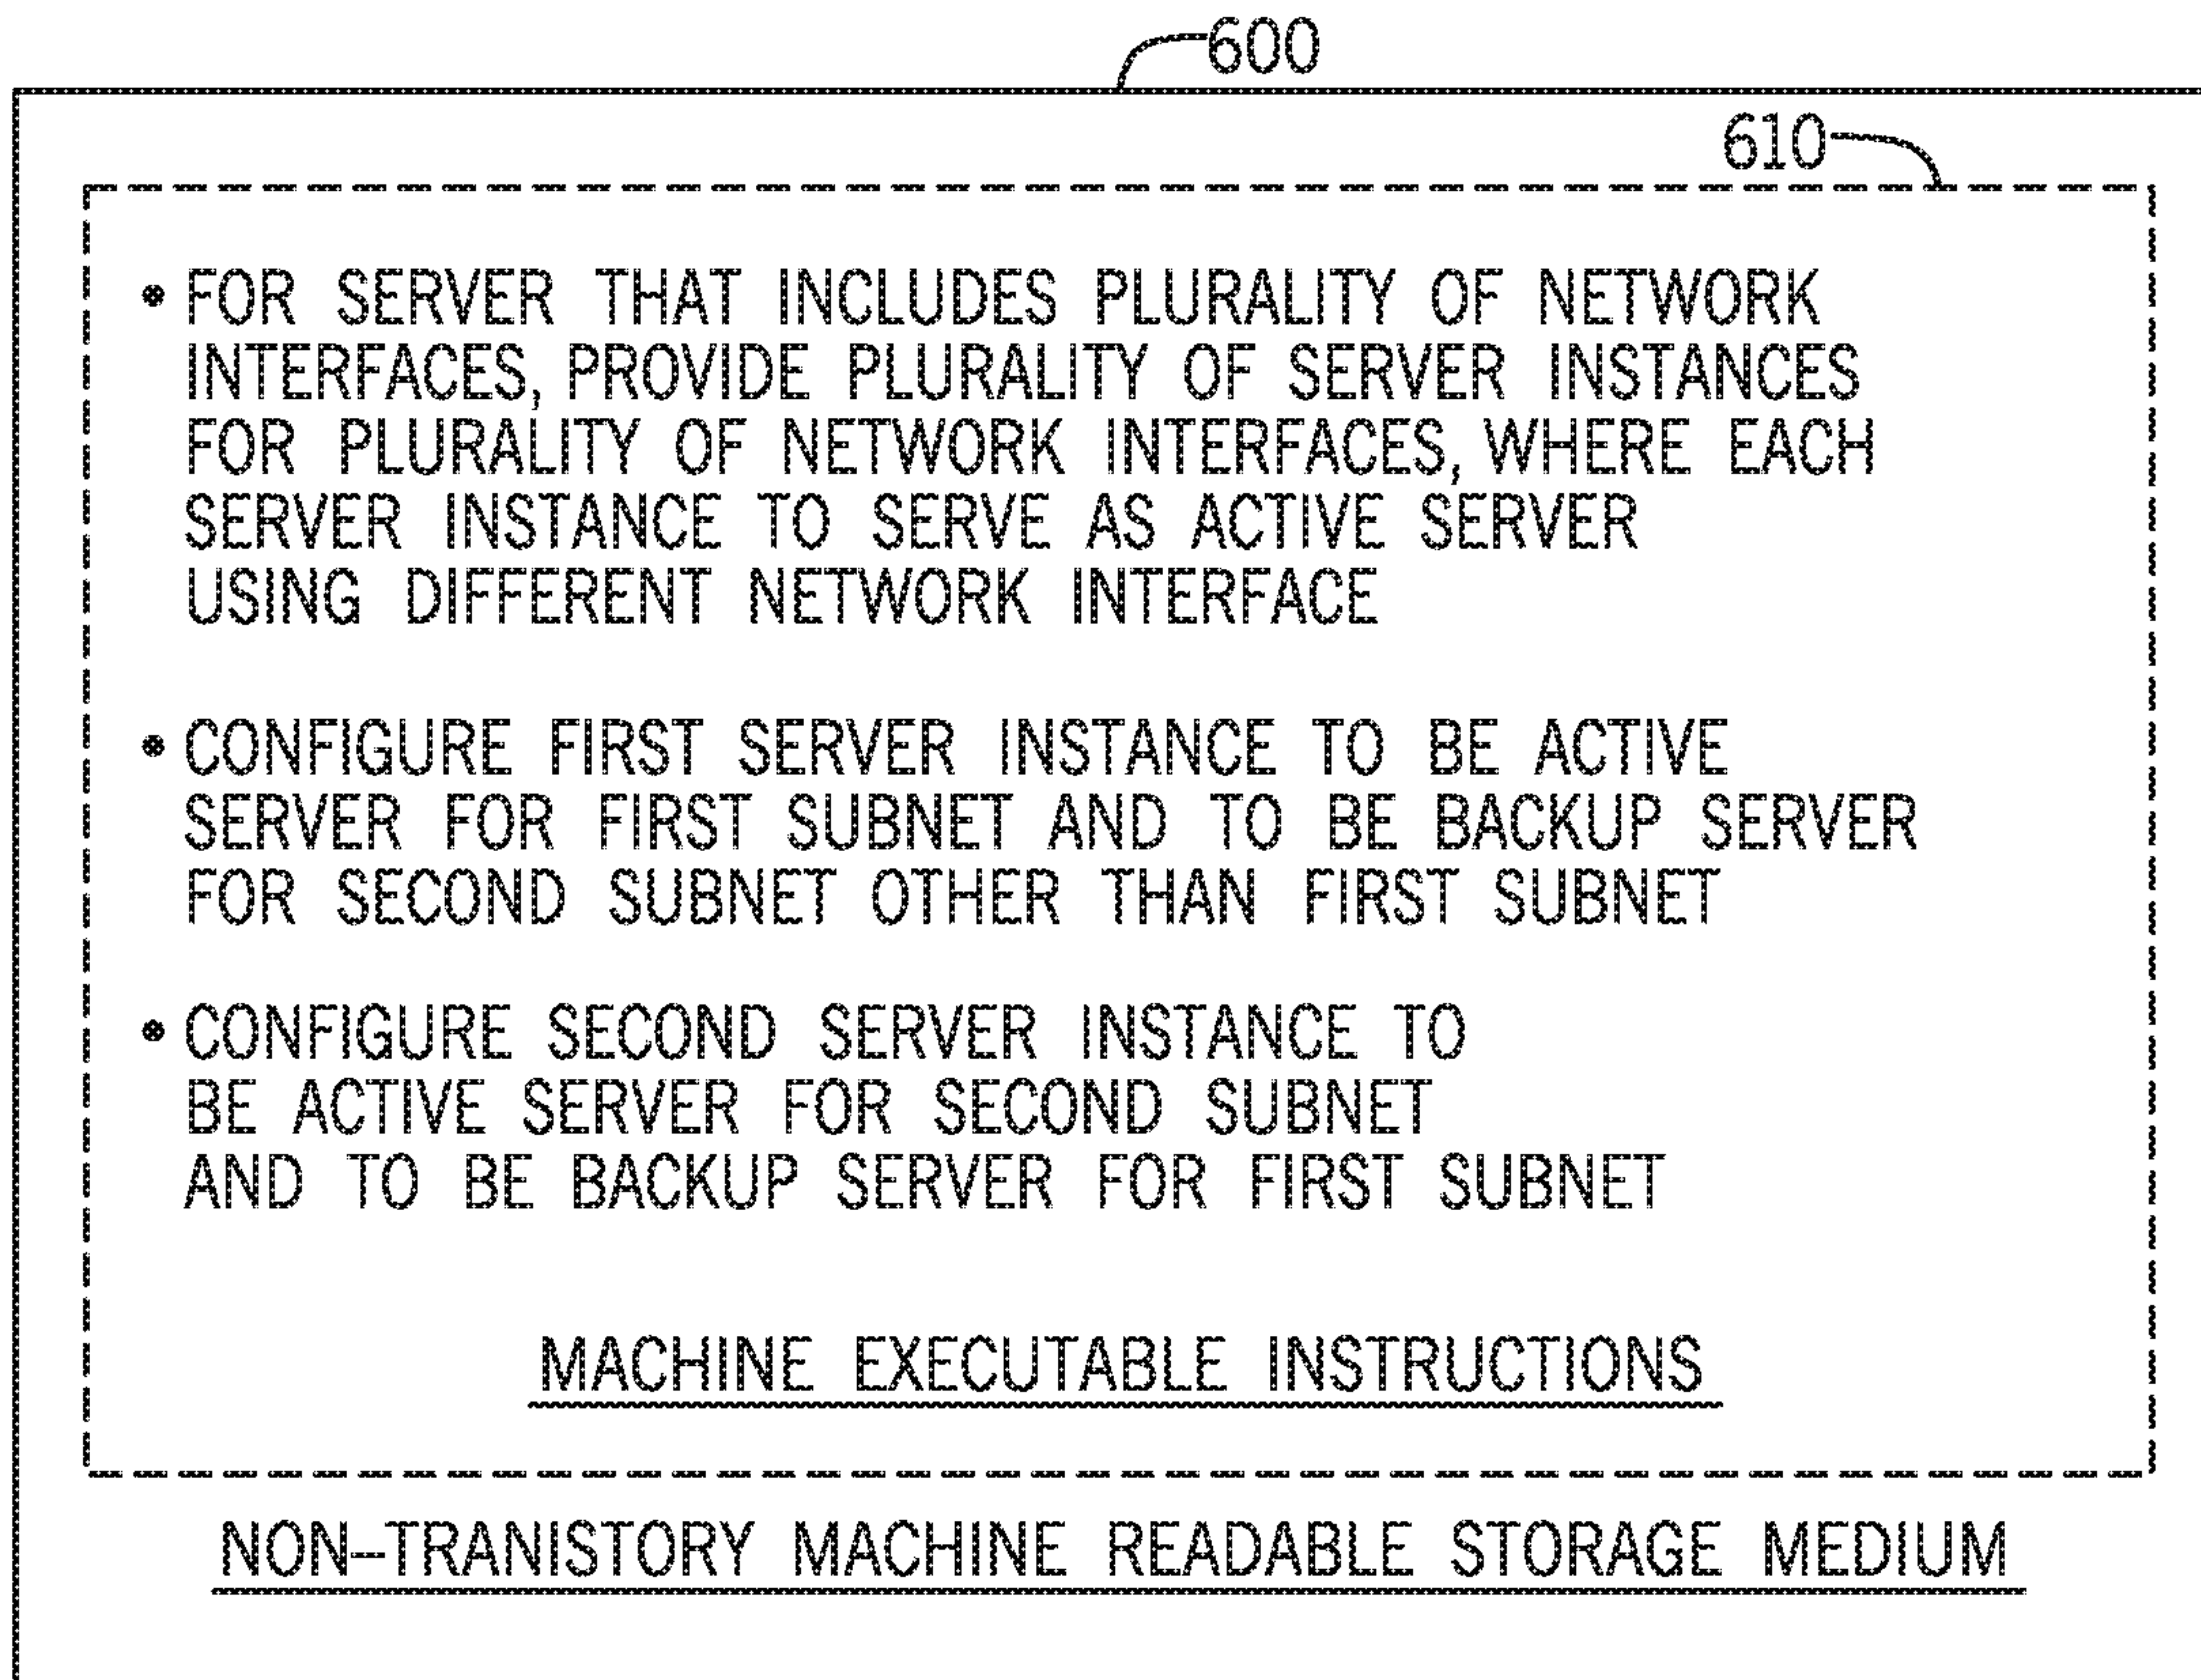 600
610
• FOR SERVER THAT INCLUDES PLURALITY OF NETWORK
INTERFACES, PROVIDE PLURALITY OF SERVER INSTANCES
FOR PLURALITY OF NETWORK INTERFACES, WHERE EACH
SERVER INSTANCE TO SERVE AS ACTIVE SERVER
USING DIFFERENT NETWORK INTERFACE
• CONFIGURE FIRST SERVER INSTANCE TO BE ACTIVE
SERVER FOR FIRST SUBNET AND TO BE BACKUP SERVER
FOR SECOND SUBNET OTHER THAN FIRST SUBNET
• CONFIGURE SECOND SERVER INSTANCE TO
BE ACTIVE SERVER FOR SECOND SUBNET
AND TO BE BACKUP SERVER FOR FIRST SUBNET
MACHINE EXECUTABLE INSTRUCTIONS
NON–TRANISTORY MACHINE READABLE STORAGE MEDIUM